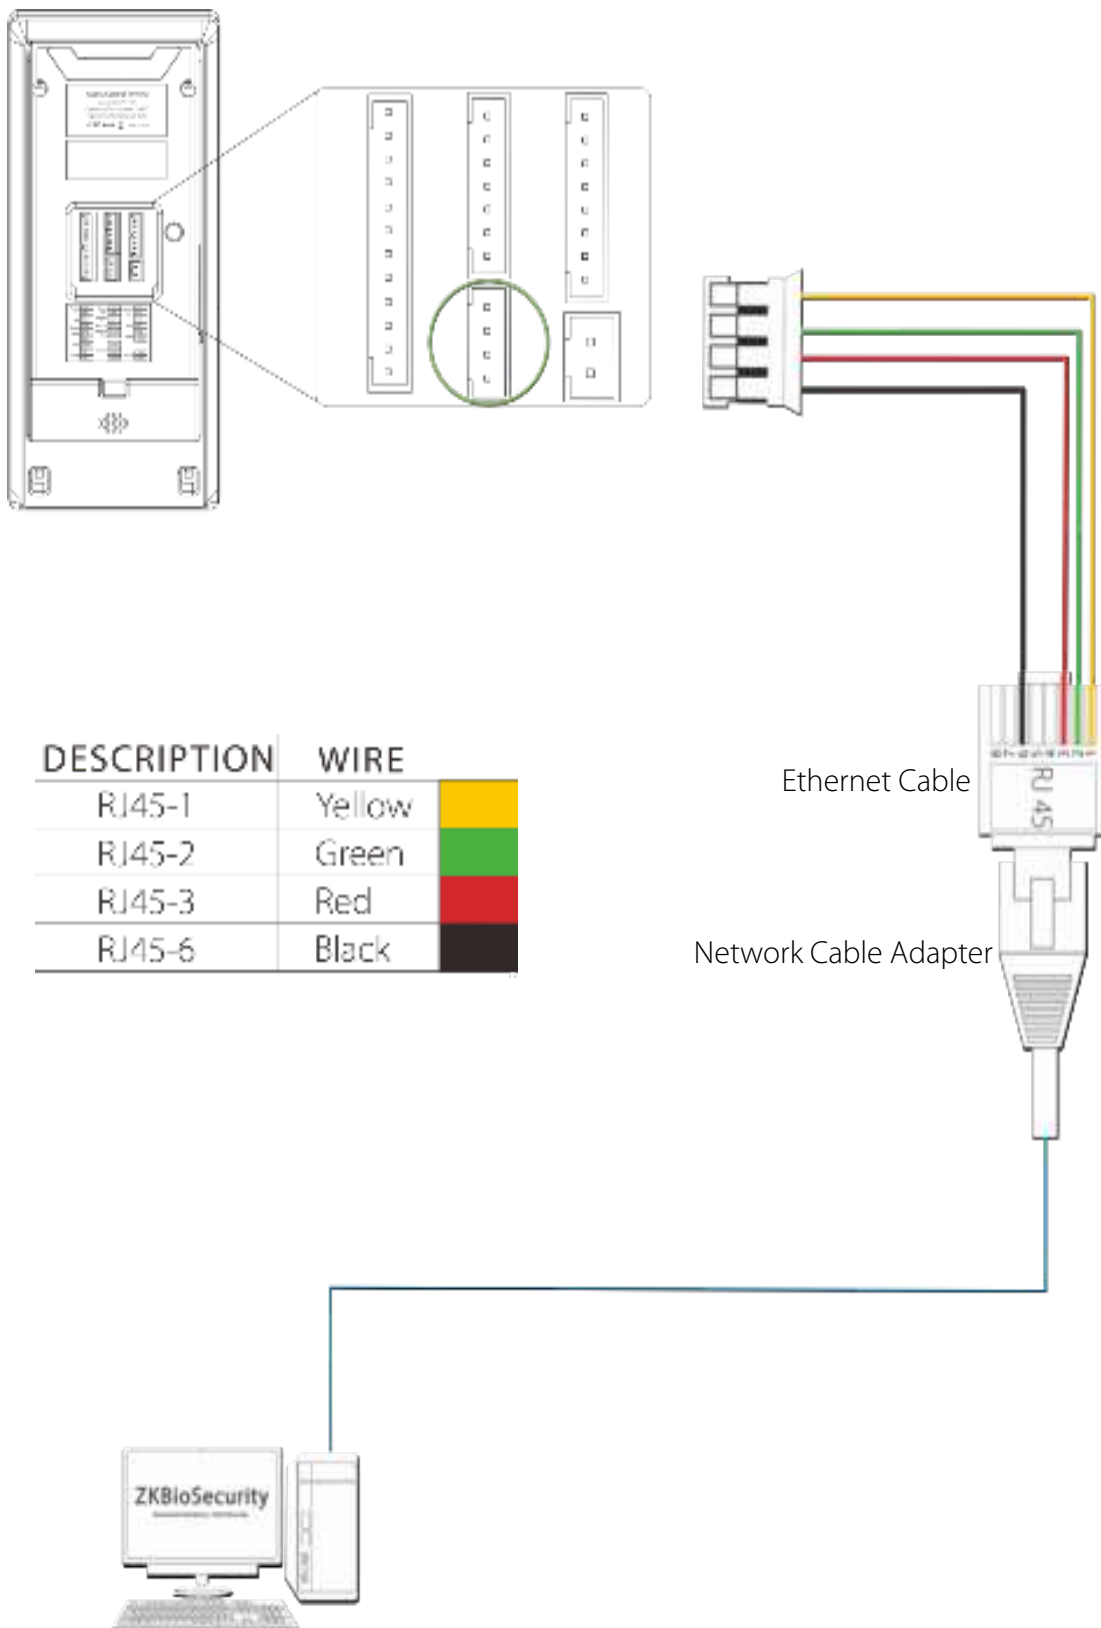 DESCRIPTION WIRE
RJ45-1 Yellow
RJ45-2 Green
RJ45-3 Red
RJ45-6 Black
Ethernet Cable
RJ 45
Network Cable Adapter
ZKBioSecurity